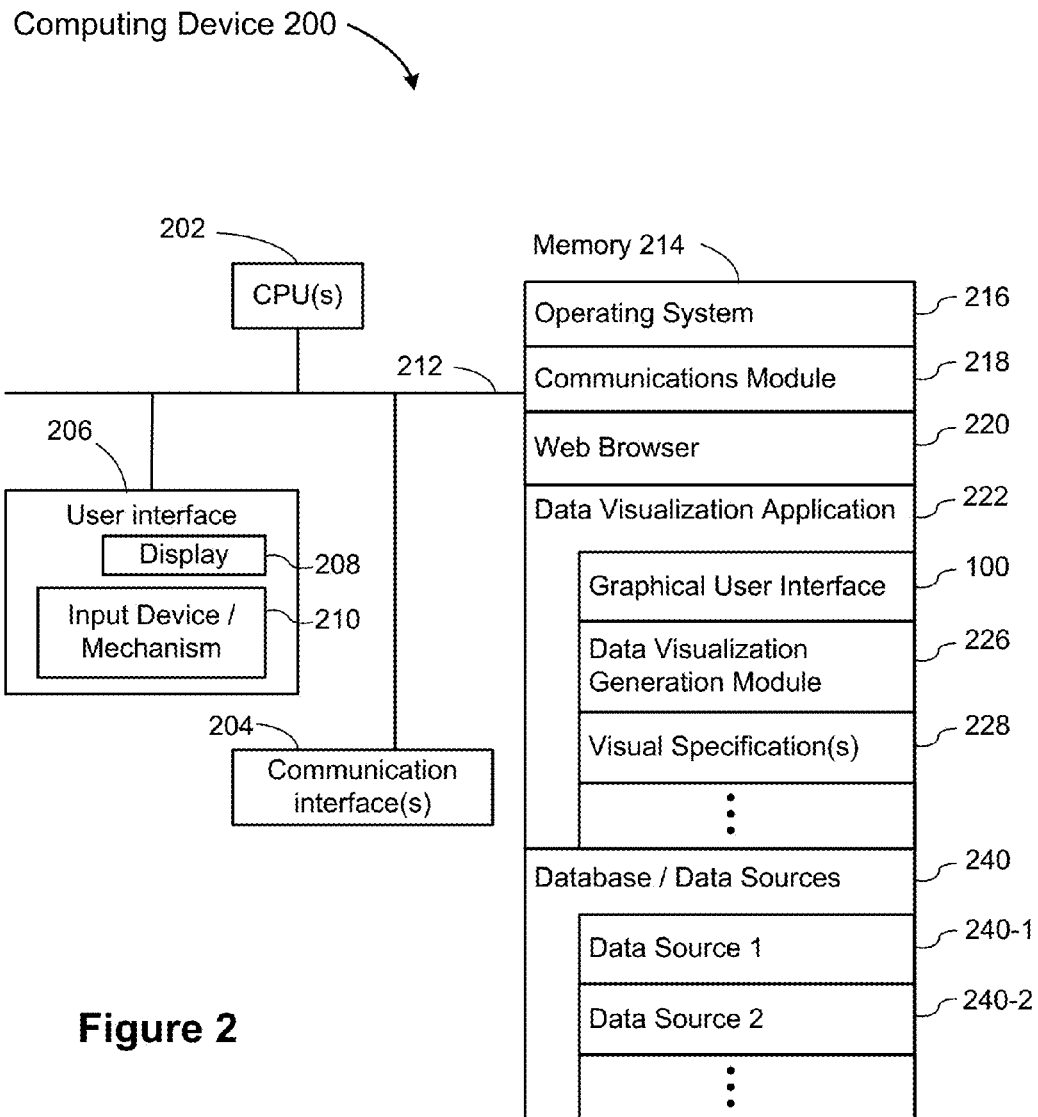 Computing Device 200
202
CPU(s)
212
206
User interface
Display
208
Input Device /
Mechanism
210
204
Communication
interface(s)
Memory 214
Operating System
216
Communications Module
218
Web Browser
220
Data Visualization Application
222
Graphical User Interface
100
Data Visualization
Generation Module
226
Visual Specification(s)
228
Database / Data Sources
240
Data Source 1
240-1
Data Source 2
240-2
Figure 2